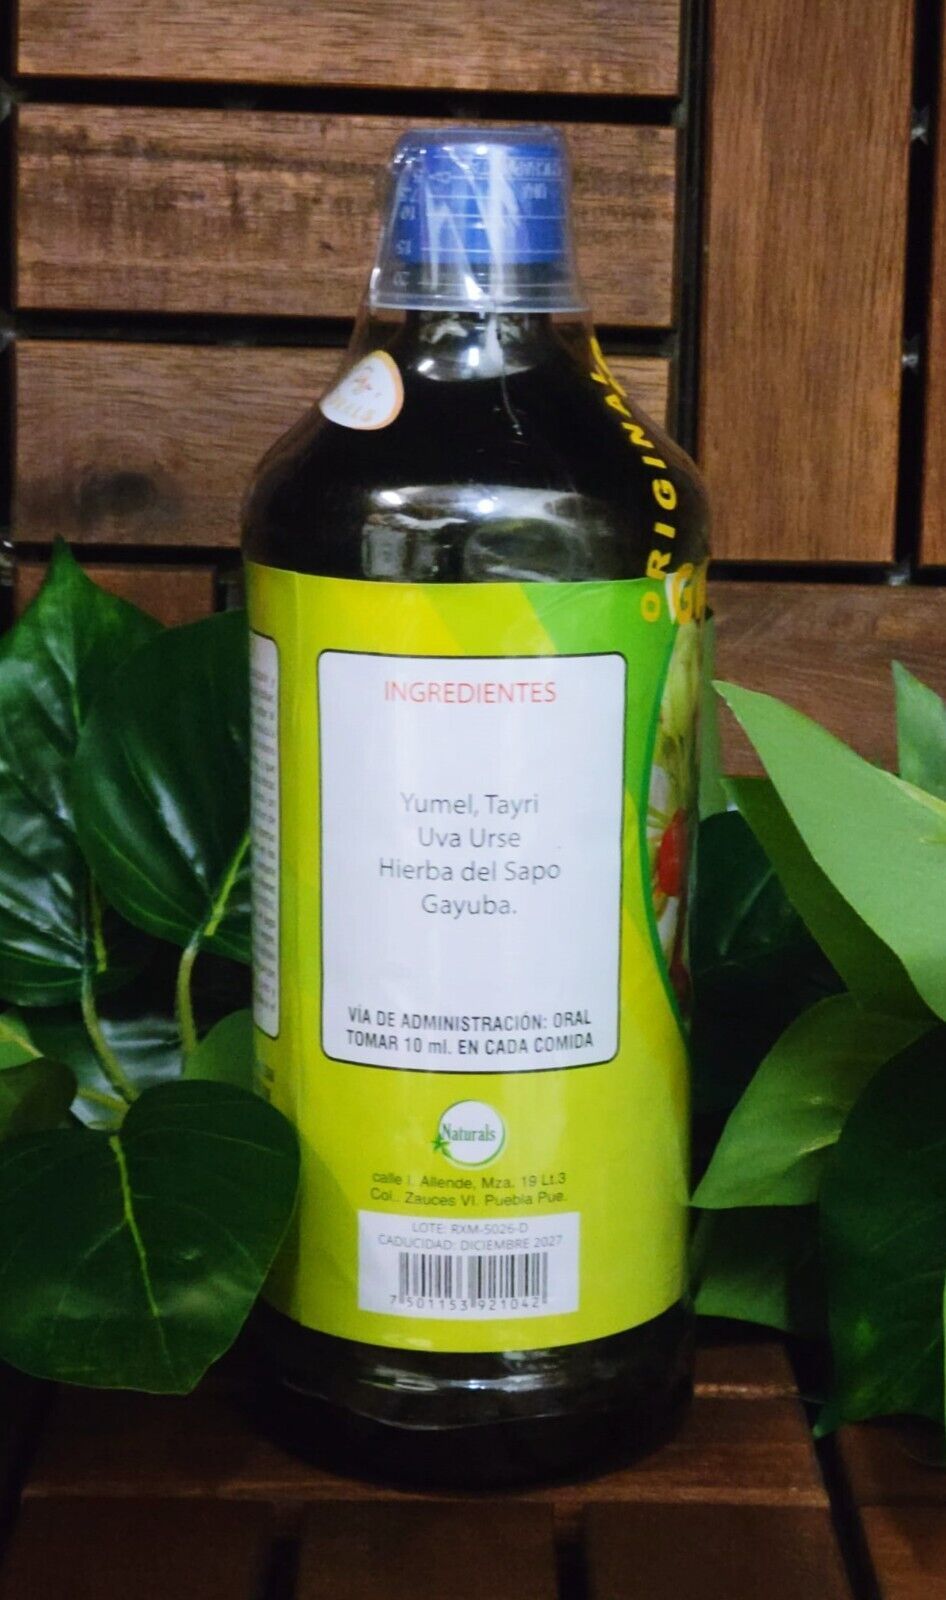 ORIGINAL
INGREDIENTES
Yumel, Tayri
Uva Urse
Hierba del Sapo
Gayuba.
VÍA DE ADMINISTRACIÓN: ORAL
TOMAR 10 ml. EN CADA COMIDA
Naturals
calle I. Allende, Mza. 19 Lt.3
Col.. Zauces VI. Puebla Pue.
LOTE: RXM-5026-D
CADUCIDAD: DICIEMBRE 2027
7 501153 921042